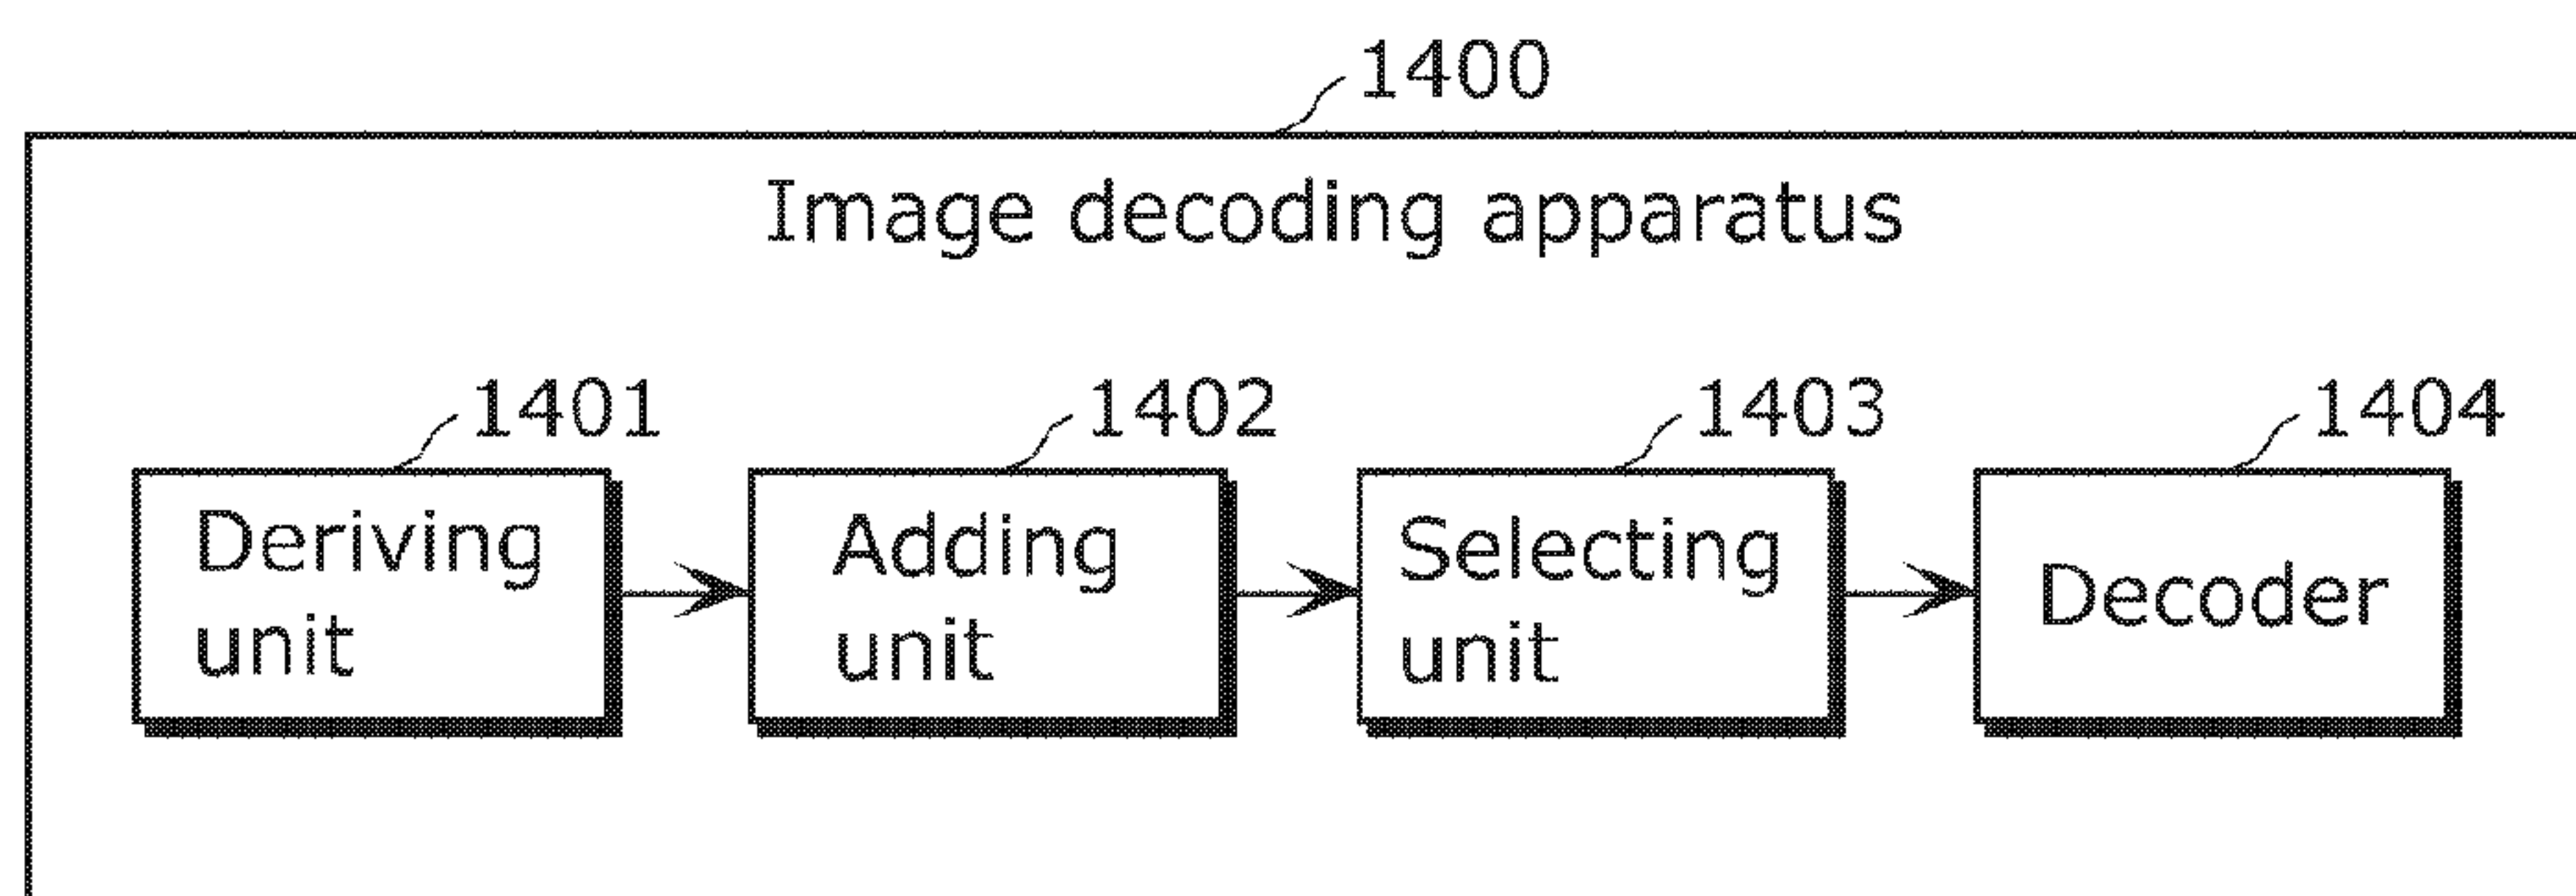 1400
Image decoding apparatus
1401
1402
1403
1404
Deriving
unit
Adding
unit
Selecting
unit
Decoder